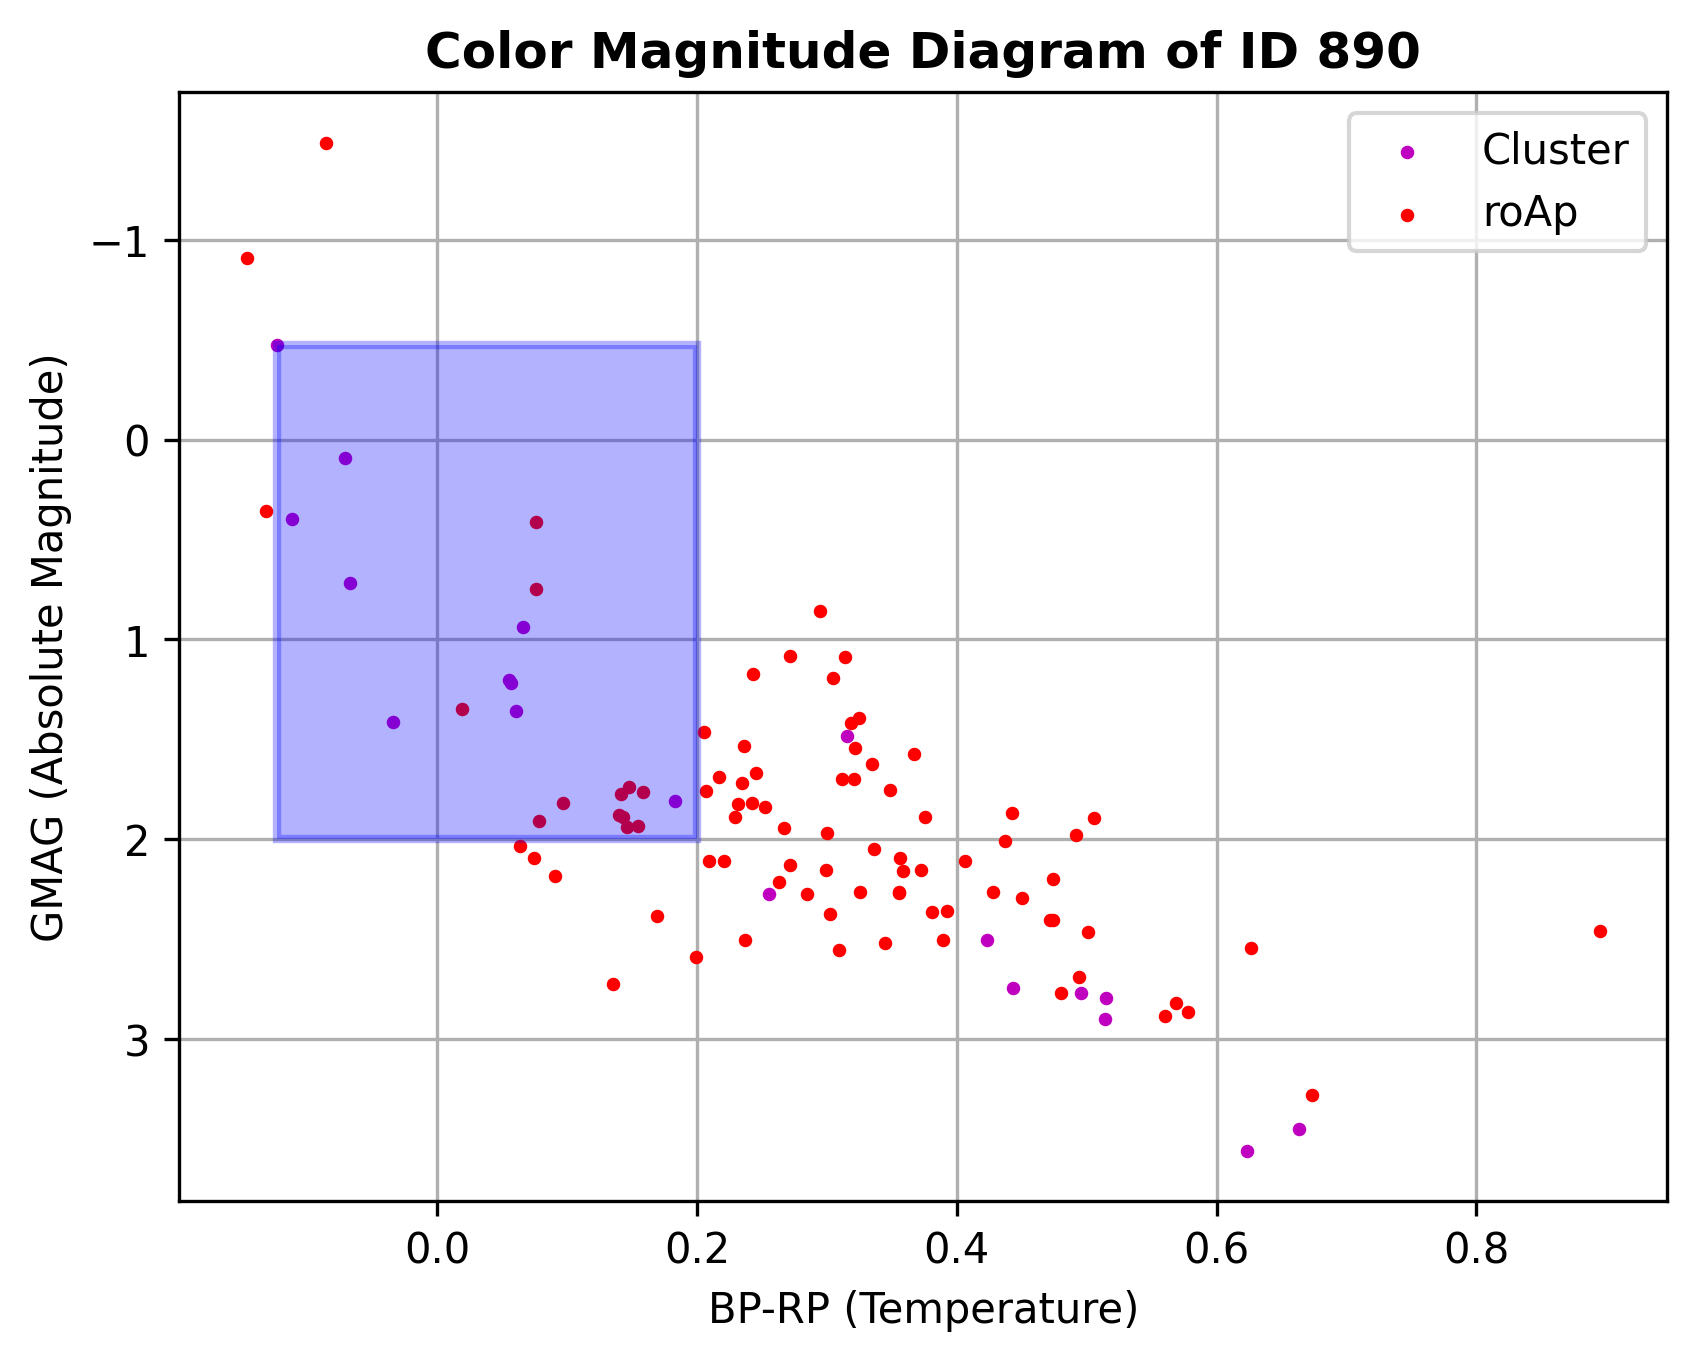 Color Magnitude Diagram of ID 890
Cluster
roAp
GMAG (Absolute Magnitude)
−1
0
1
2
3
0.0 0.2 0.4 0.6 0.8
BP-RP (Temperature)